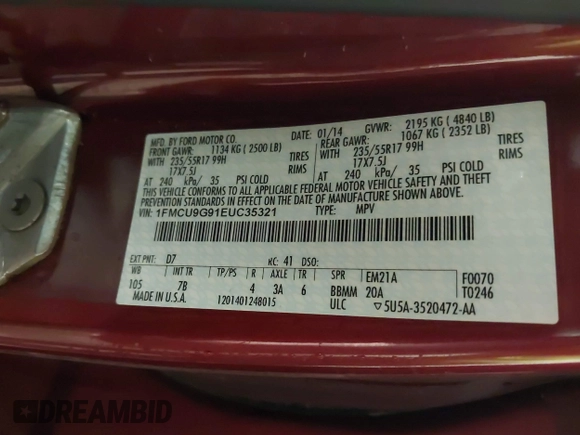 MFD. BY FORD MOTOR CO.
DATE: 01/14 GVWR: 2195 KG ( 4840 LB)
FRONT GAWR: 1134 KG ( 2500 LB) REAR GAWR: 1067 KG ( 2352 LB)
WITH 235/55R17 99H TIRES WITH 235/55R17 99H TIRES
17X7.5J RIMS 17X7.5J RIMS
AT 240 kPa/ 35 PSI COLD AT 240 kPa/ 35 PSI COLD
THIS VEHICLE CONFORMS TO ALL APPLICABLE FEDERAL MOTOR VEHICLE SAFETY AND THEFT
PREVENTION STANDARDS IN EFFECT ON THE DATE OF MANUFACTURE SHOWN ABOVE.
VIN: 1FMCU9G91EUC35321 TYPE: MPV
EXT PNT: D7 RC: 41 DSO:
WB INT TR TP/PS R AXLE TR SPR EM21A F0070
105 7B 4 3A 6 BBMM 20A T0246
MADE IN U.S.A. 1201401248015 ULC ▽5U5A-3520472-AA
DREAMBID